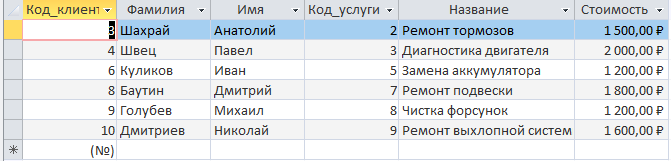 Код_клиент Фамилия Имя Код_услуги Название Стоимость
3 Шахрай Анатолий 2 Ремонт тормозов 1 500,00 ₽
4 Швец Павел 3 Диагностика двигателя 2 000,00 ₽
6 Куликов Иван 5 Замена аккумулятора 1 200,00 ₽
8 Баутин Дмитрий 7 Ремонт подвески 1 800,00 ₽
9 Голубев Михаил 8 Чистка форсунок 1 200,00 ₽
10 Дмитриев Николай 9 Ремонт выхлопной систем 1 600,00 ₽
(№)